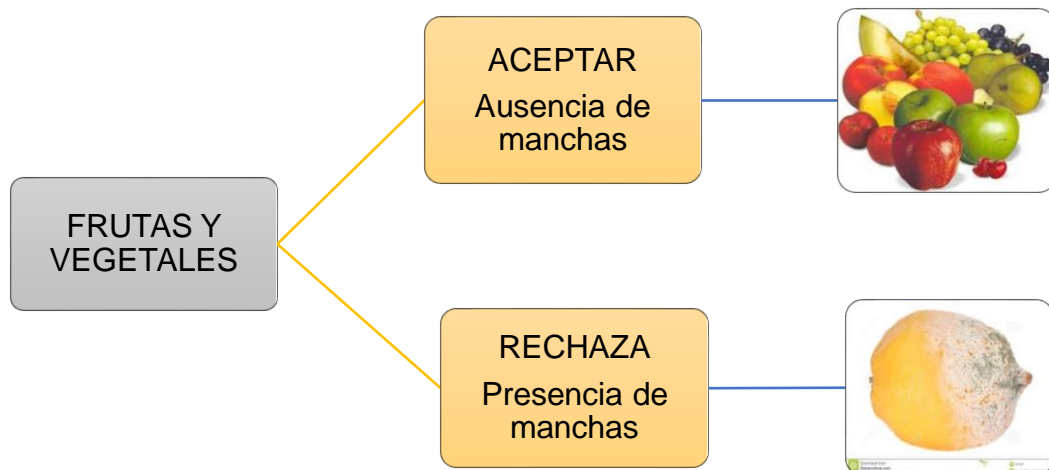 FRUTAS Y
VEGETALES
ACEPTAR
Ausencia de
manchas
RECHAZA
Presencia de
manchas